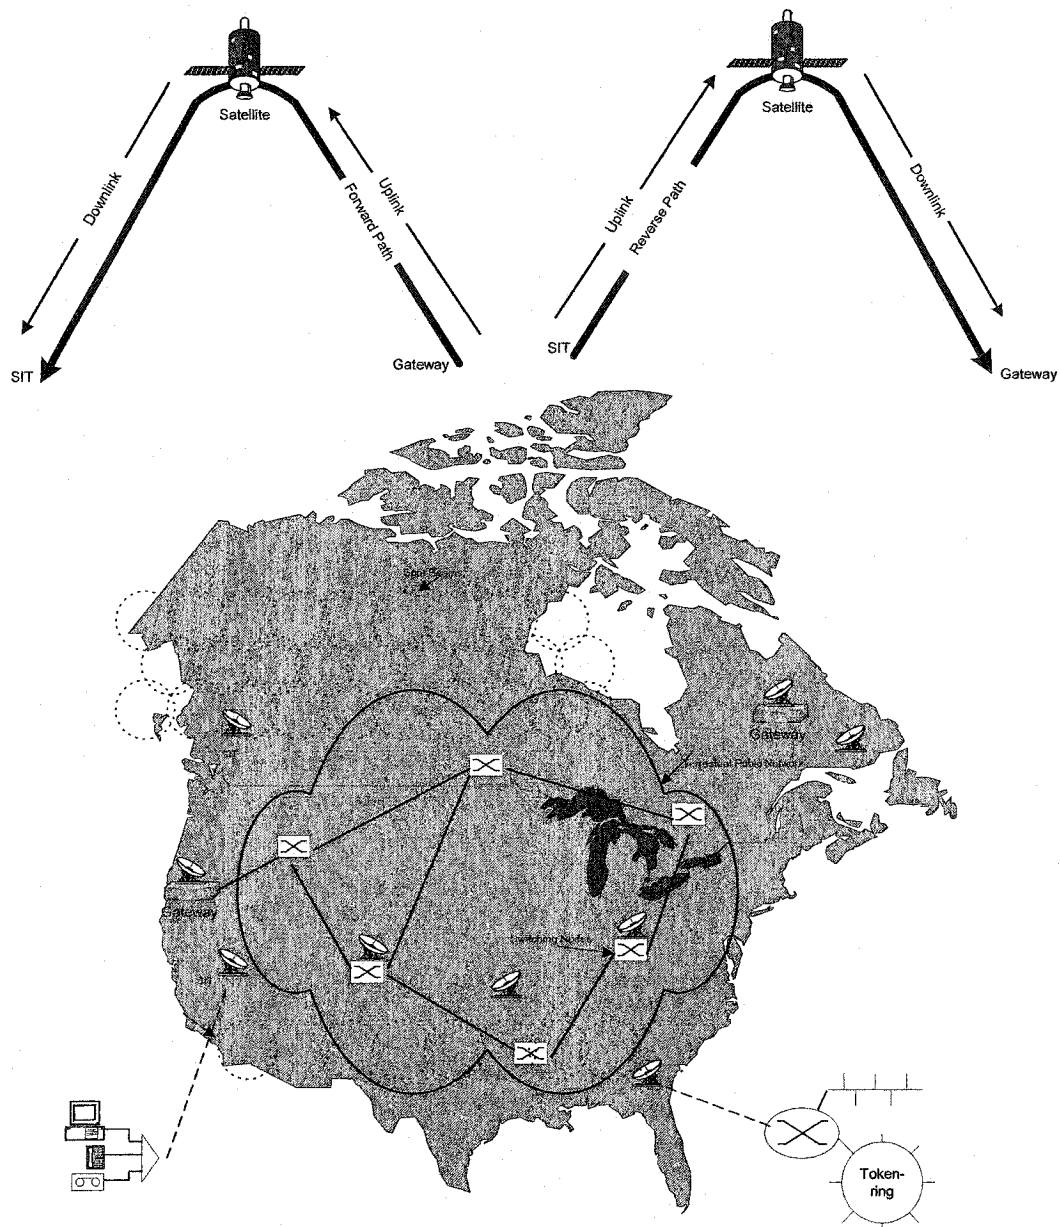 Satellite
Downlink
Forward Path
Uplink
SIT
Gateway
Satellite
Uplink
Reverse Path
Downlink
SIT
Gateway
Gateway
Gateway
Switching Nodes
Token-
ring